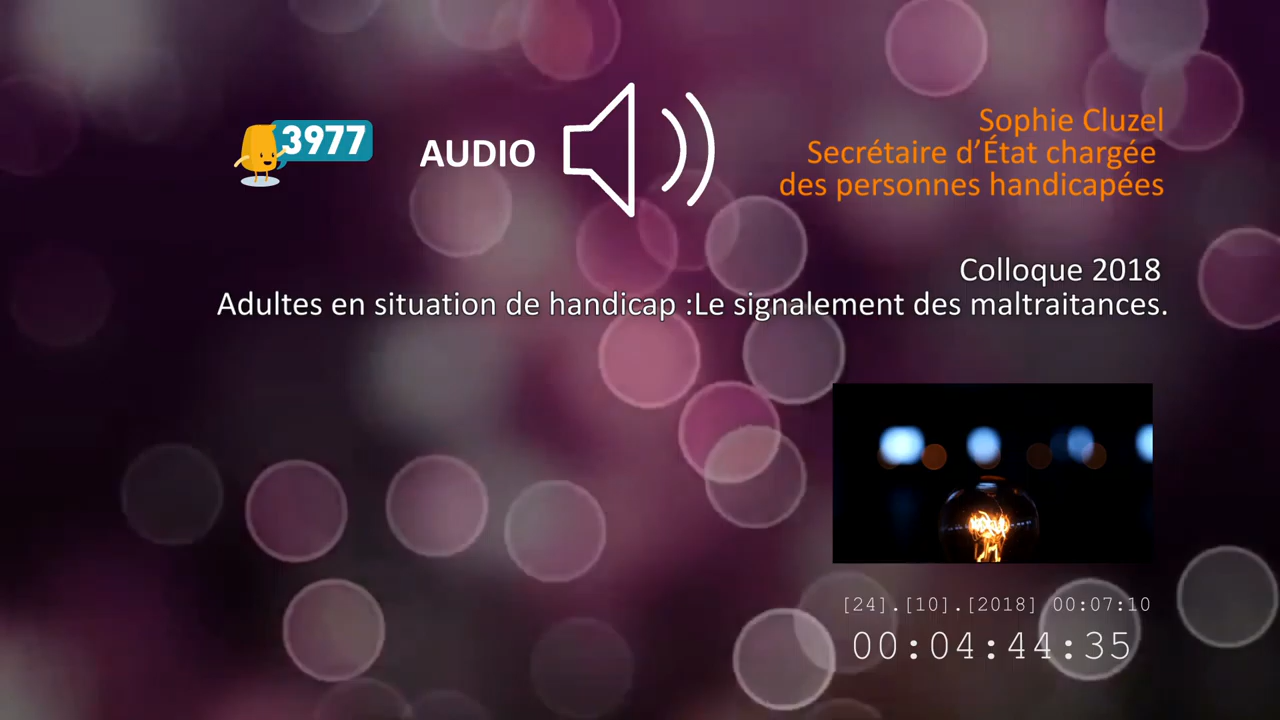 3977
AUDIO
Sophie Cluzel
Secrétaire d’État chargée
des personnes handicapées
Colloque 2018
Adultes en situation de handicap :Le signalement des maltraitances.
[24].[10].[2018] 00:07:10
00:04:44:35